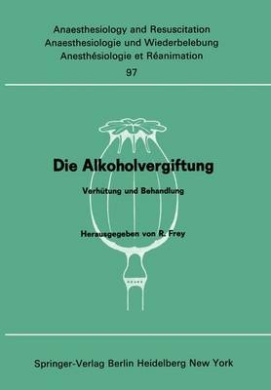 Anaesthesiology and Resuscitation
Anaesthesiologie und Wiederbelebung
Anesthésiologie et Réanimation
97
Die Alkoholvergiftung
Verhütung und Behandlung
Herausgegeben von R. Frey
Springer-Verlag Berlin Heidelberg New York